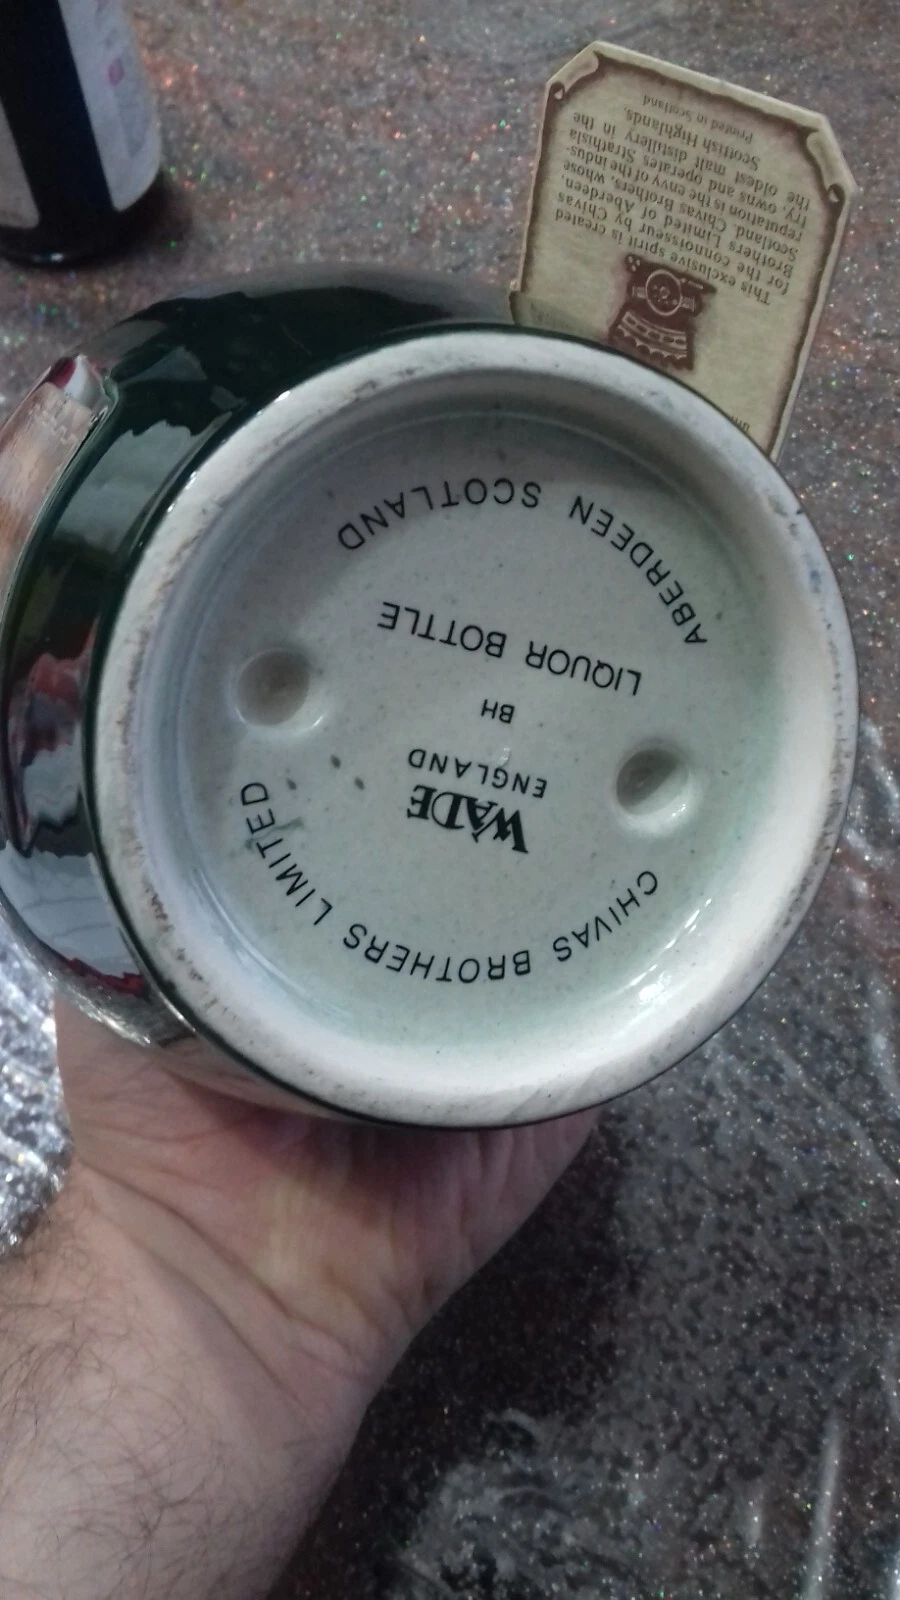 CHIVAS BROTHERS LIMITED
WADE
ENGLAND
BH
LIQUOR BOTTLE
ABERDEEN SCOTLAND
This exclusive spirit is created
for the connoisseur by Chivas
Brothers Limited of Aberdeen,
Scotland. Chivas Brothers, whose
reputation is the envy of the indus-
try, owns and operates Strathisla
the oldest malt distillery in the
Scottish Highlands.
Printed in Scotland